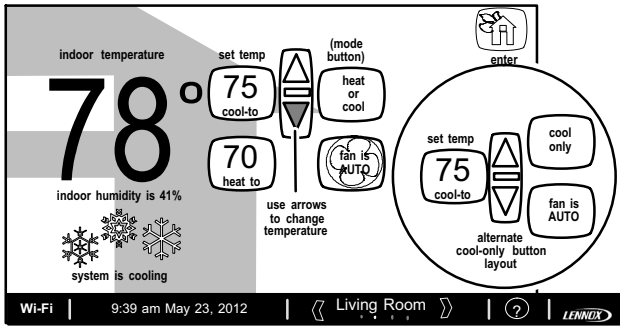 indoor temperature
78°
indoor humidity is 41%
system is cooling
set temp
75
cool-to
70
heat to
(mode
button)
heat
or
cool
fan is
AUTO
use arrows
to change
temperature
enter
set temp
75
cool-to
cool
only
fan is
AUTO
alternate
cool-only button
layout
Wi-Fi
9:39 am May 23, 2012
Living Room
?
LENNOX